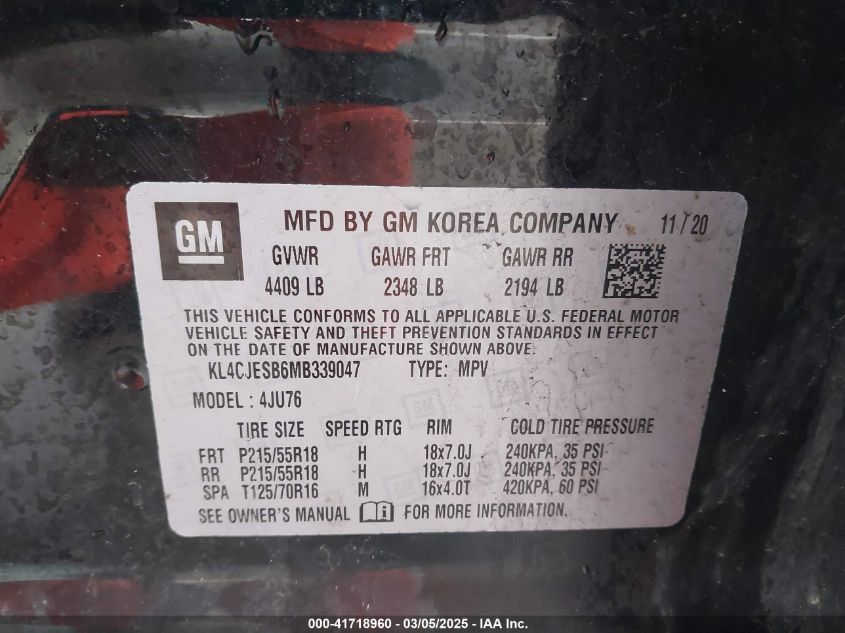 GM
MFD BY GM KOREA COMPANY 11/20
GVWR GAWR FRT GAWR RR
4409 LB 2348 LB 2194 LB
THIS VEHICLE CONFORMS TO ALL APPLICABLE U.S. FEDERAL MOTOR
VEHICLE SAFETY AND THEFT PREVENTION STANDARDS IN EFFECT
ON THE DATE OF MANUFACTURE SHOWN ABOVE.
KL4CJESB6MB339047 TYPE: MPV
MODEL: 4JU76
TIRE SIZE SPEED RTG RIM COLD TIRE PRESSURE
FRT P215/55R18 H 18x7.0J 240KPA, 35 PSI
RR P215/55R18 H 18x7.0J 240KPA, 35 PSI
SPA T125/70R16 M 16x4.0T 420KPA, 60 PSI
SEE OWNER'S MANUAL FOR MORE INFORMATION.
000-41718960 - 03/05/2025 - IAA Inc.